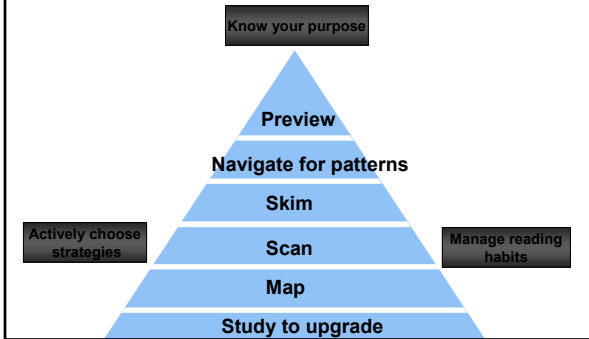 Know your purpose
Preview
Navigate for patterns
Skim
Actively choose
strategies
Scan
Manage reading
habits
Map
Study to upgrade